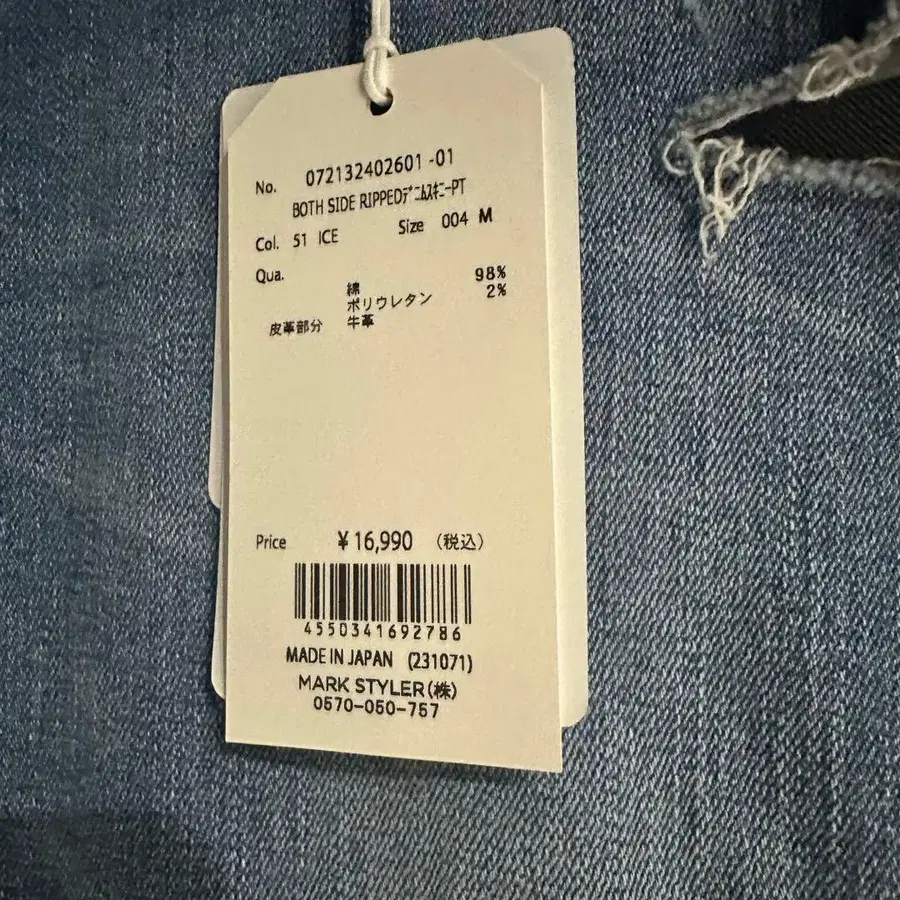 No. 072132402601-01
BOTH SIDE RIPPEDデニムスキニーPT
Col. 51 ICE Size 004 M
Qua.
綿 98%
ポリウレタン 2%
皮革部分 牛革
Price ¥16,990 (税込)
4550341692786
MADE IN JAPAN (231071)
MARK STYLER(株)
0570-050-757